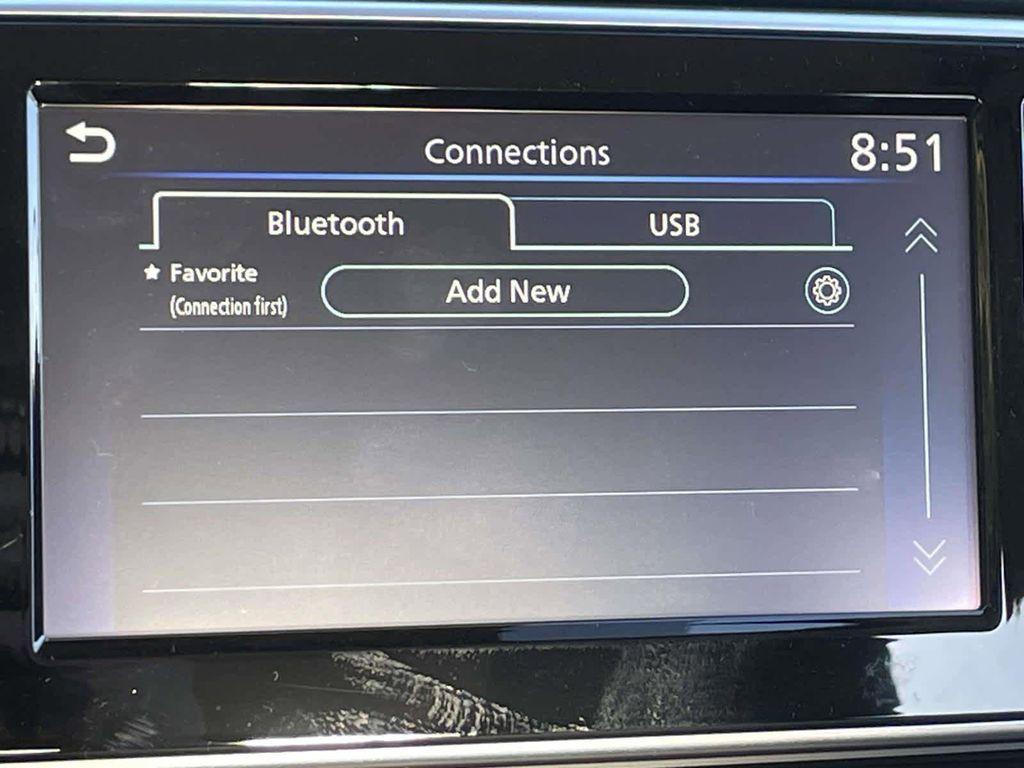 Connections
8:51
Bluetooth
USB
Favorite
(Connection first)
Add New